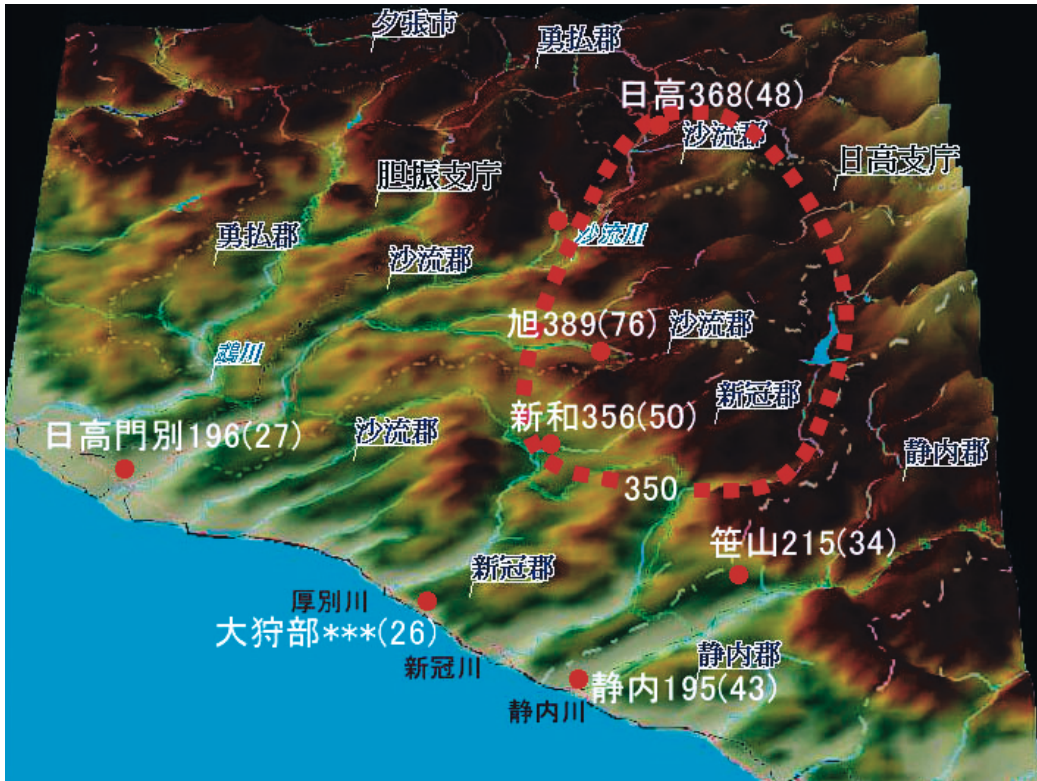 夕張市
勇払郡
日高368(48)
沙流郡
日高支庁
胆振支庁
勇払郡
沙流川
沙流郡
旭389(76)
沙流郡
鵡川
新冠郡
新和356(50)
日高門別196(27)
沙流郡
静内郡
350
笹山215(34)
新冠郡
厚別川
大狩部***(26)
新冠川
静内郡
静内195(43)
静内川